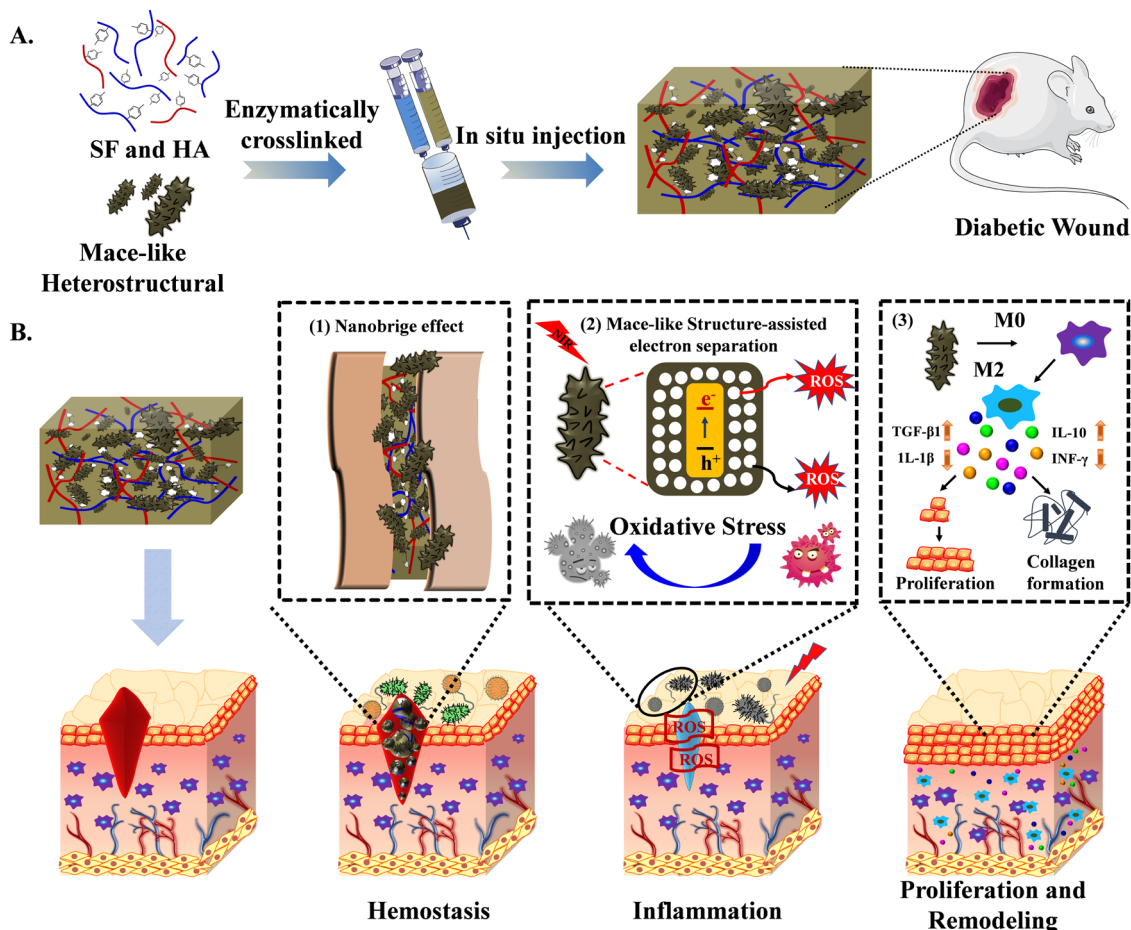 A.
SF and HA
Mace-like
Heterostructural
Enzymatically
crosslinked
In situ injection
Diabetic Wound
B.
(1) Nanobrige effect
(2) Mace-like Structure-assisted
electron separation
NIR
e-
h+
ROS
ROS
Oxidative Stress
(3)
M0
M2
TGF-β1
1L-1β
IL-10
INF-γ
Proliferation
Collagen
formation
ROS
ROS
Hemostasis
Inflammation
Proliferation and
Remodeling